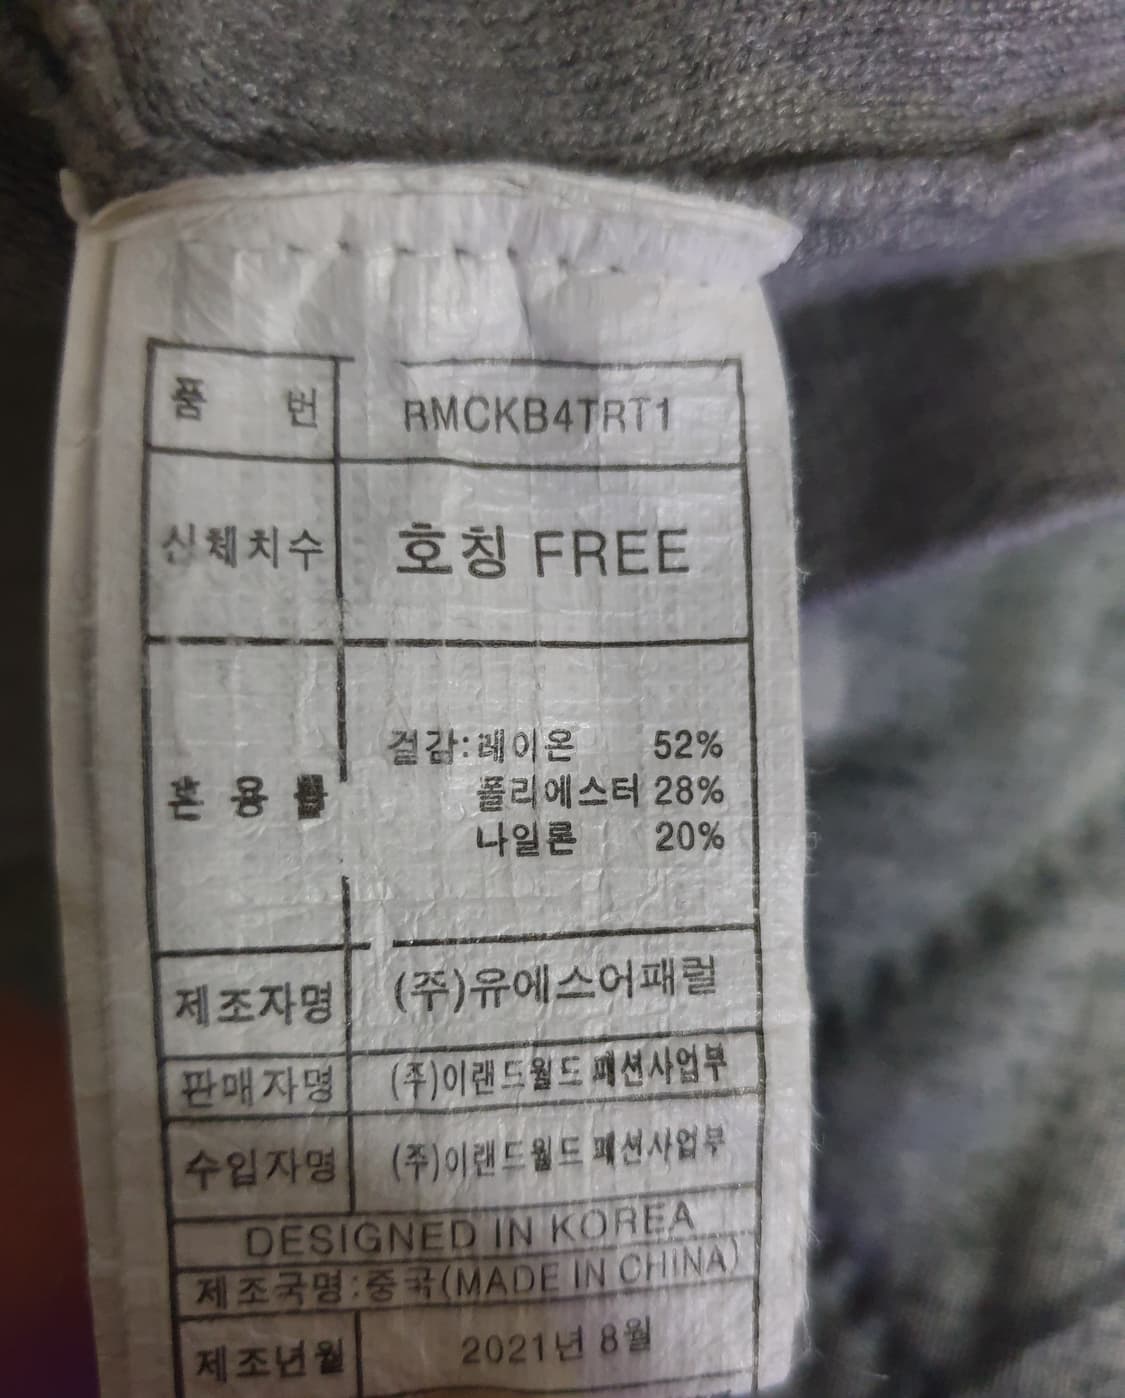 품 번 RMCKB4TRT1
신체치수 호칭 FREE
겉감:레이온 52%
폴리에스터 28%
혼 용 률
나일론 20%
제조자명 (주)유에스어패럴
판매자명 (주)이랜드월드 패션사업부
수입자명 (주)이랜드월드 패션사업부
DESIGNED IN KOREA
제조국명:중국(MADE IN CHINA)
제조년월 2021년 8월